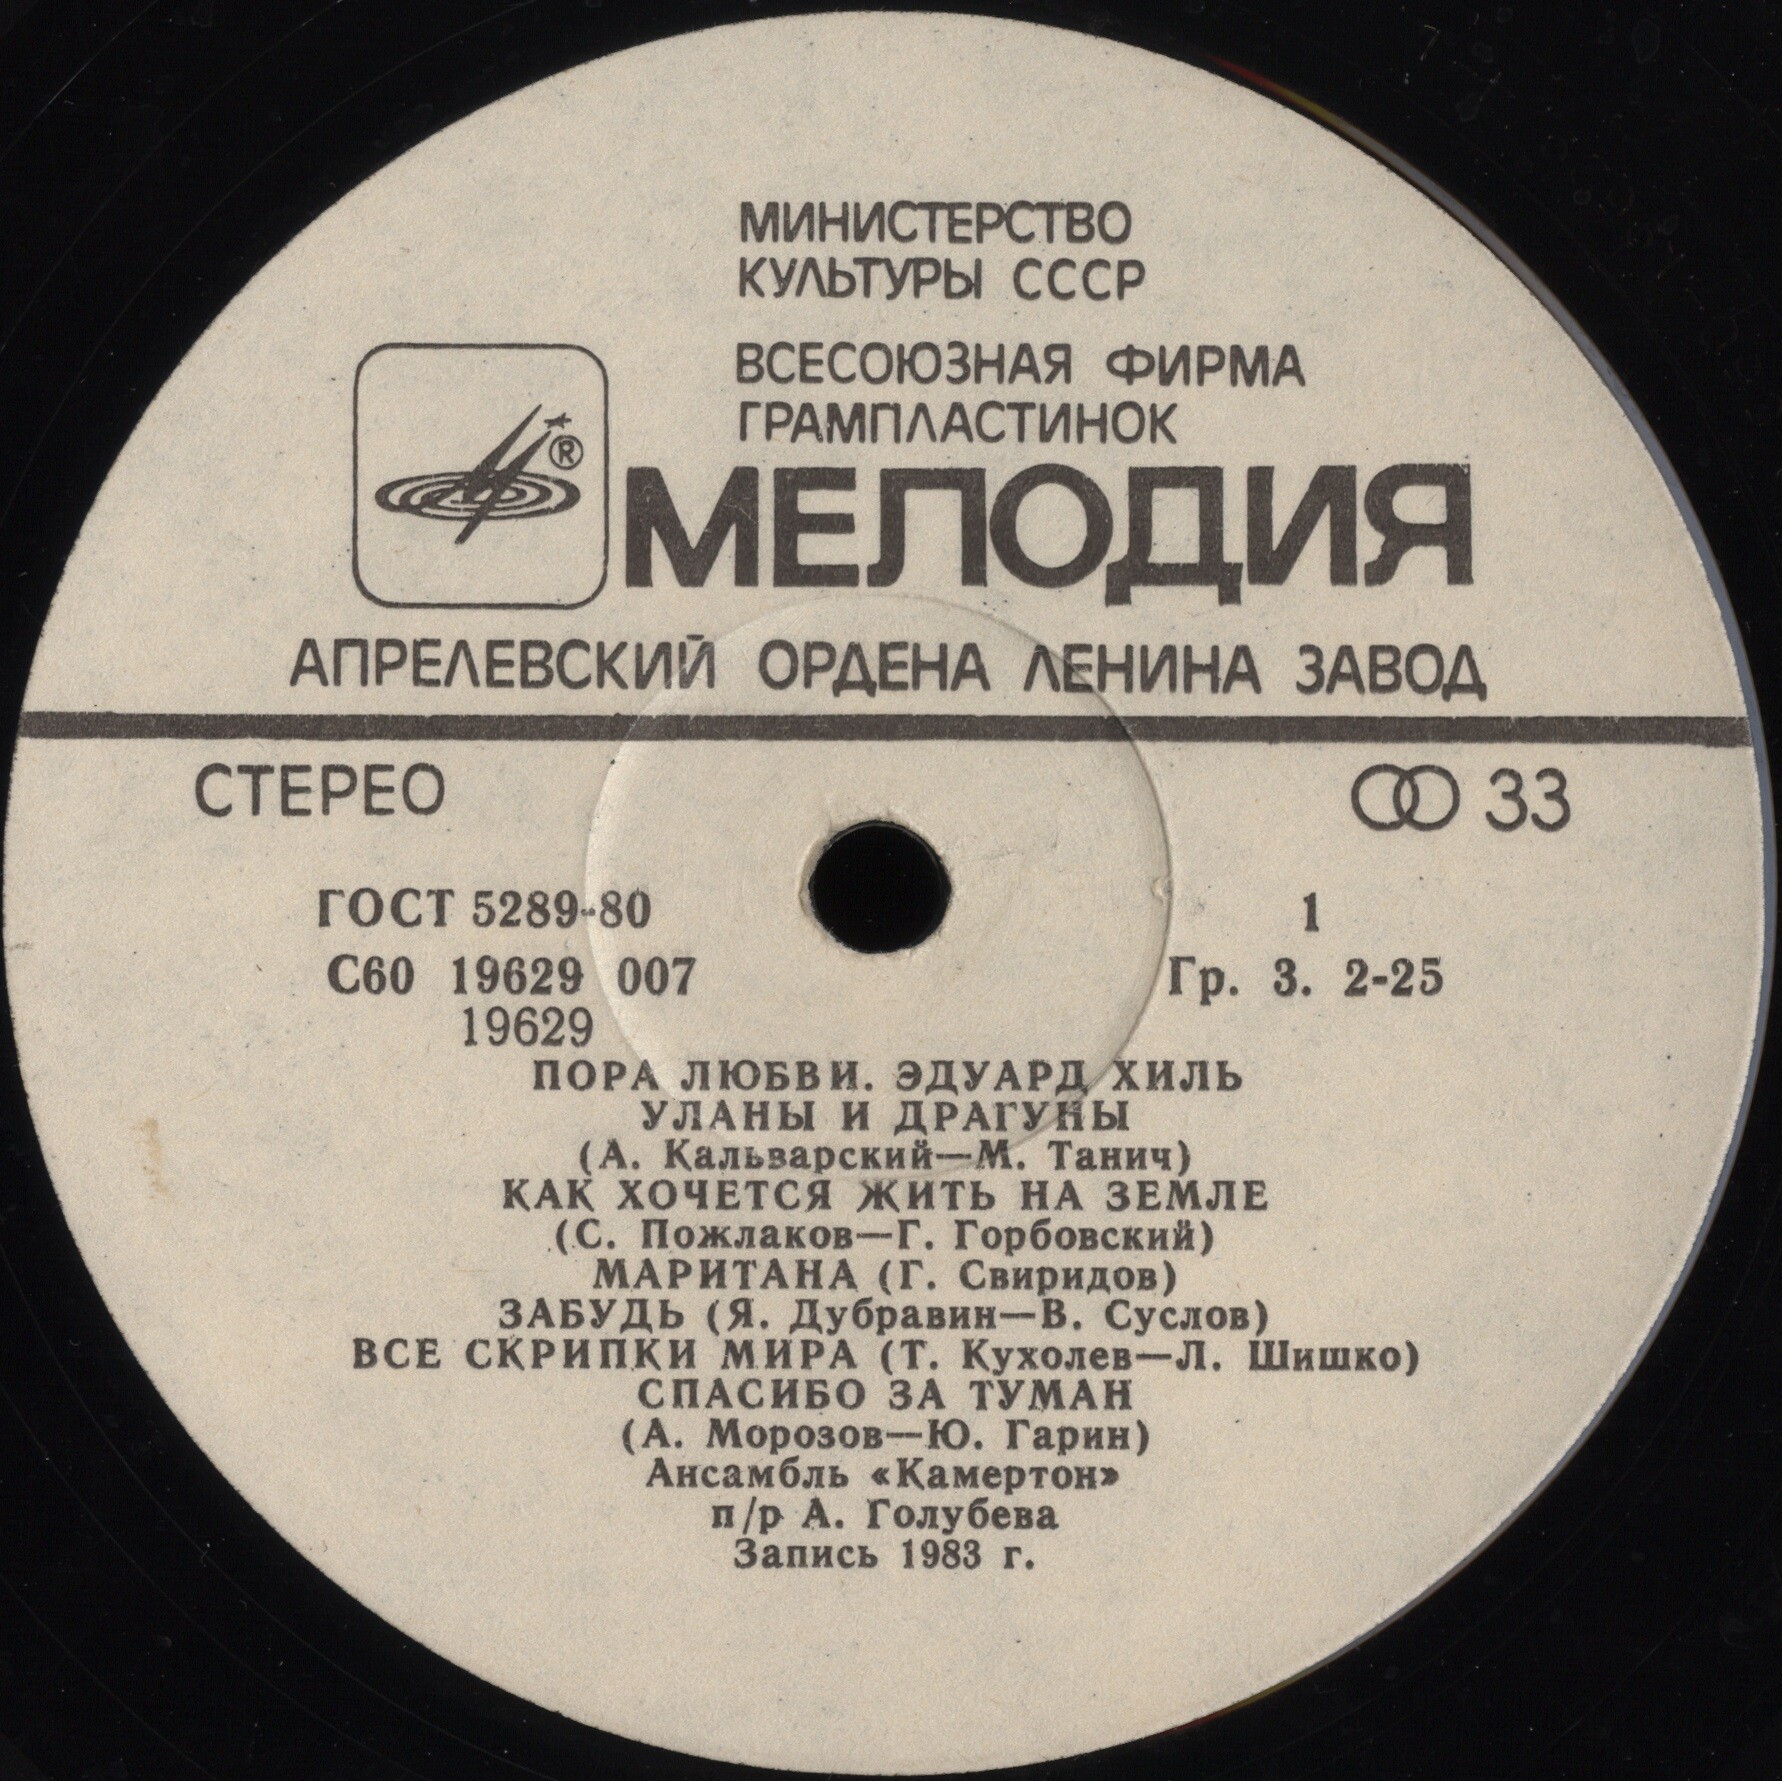 МИНИСТЕРСТВО
КУЛЬТУРЫ СССР
ВСЕСОЮЗНАЯ ФИРМА
ГРАМПЛАСТИНОК
®
МЕЛОДИЯ
АПРЕЛЕВСКИЙ ОРДЕНА ЛЕНИНА ЗАВОД
СТЕРЕО 33
ГОСТ 5289-80 1
С60 19629 007 Гр. 3. 2-25
19629
ПОРА ЛЮБВИ. ЭДУАРД ХИЛЬ
УЛАНЫ И ДРАГУНЫ
(А. Кальварский—М. Танич)
КАК ХОЧЕТСЯ ЖИТЬ НА ЗЕМЛЕ
(С. Пожлаков—Г. Горбовский)
МАРИТАНА (Г. Свиридов)
ЗАБУДЬ (Я. Дубравин—В. Суслов)
ВСЕ СКРИПКИ МИРА (Т. Кухолев—Л. Шишко)
СПАСИБО ЗА ТУМАН
(А. Морозов—Ю. Гарин)
Ансамбль «Камертон»
п/р А. Голубева
Запись 1983 г.